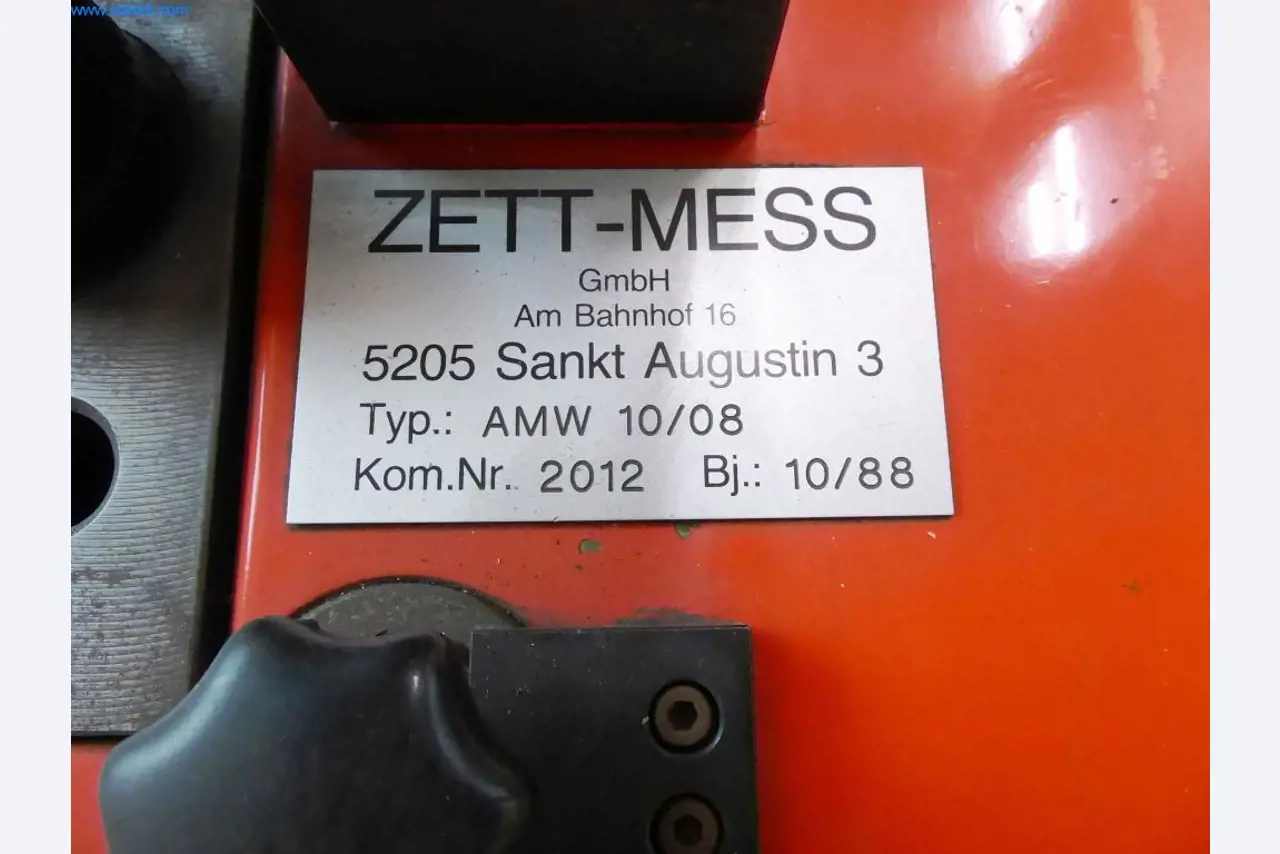 ZETT-MESS
GmbH
Am Bahnhof 16
5205 Sankt Augustin 3
Typ.: AMW 10/08
Kom.Nr. 2012 Bj.: 10/88